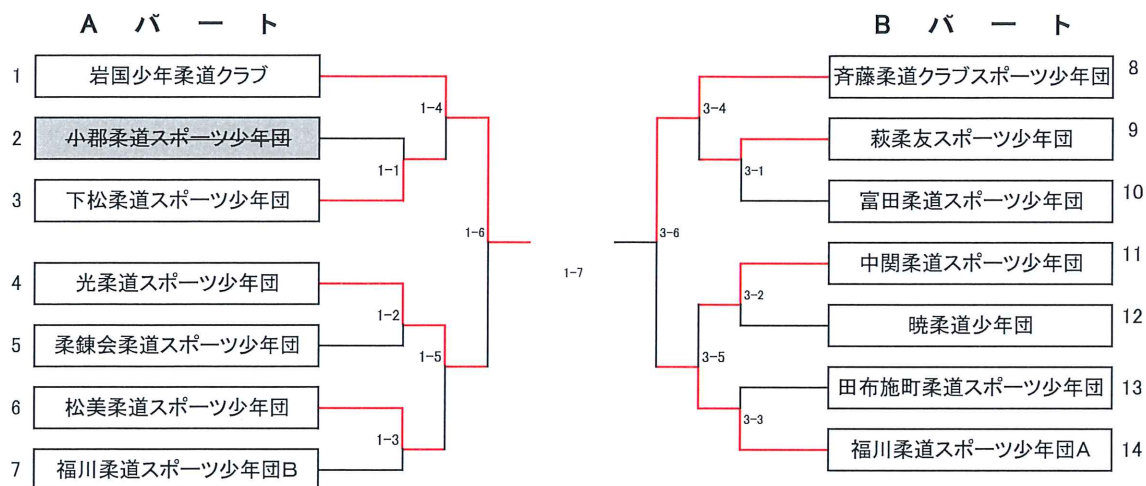 A パ ー ト
1 岩国少年柔道クラブ
2 小郡柔道スポーツ少年団
3 下松柔道スポーツ少年団
4 光柔道スポーツ少年団
5 柔錬会柔道スポーツ少年団
6 松美柔道スポーツ少年団
7 福川柔道スポーツ少年団B
1-4
1-1
1-6
1-2
1-5
1-3
1-7
B パ ー ト
斉藤柔道クラブスポーツ少年団 8
萩柔友スポーツ少年団 9
富田柔道スポーツ少年団 10
中関柔道スポーツ少年団 11
暁柔道少年団 12
田布施町柔道スポーツ少年団 13
福川柔道スポーツ少年団A 14
3-4
3-1
3-6
3-2
3-5
3-3